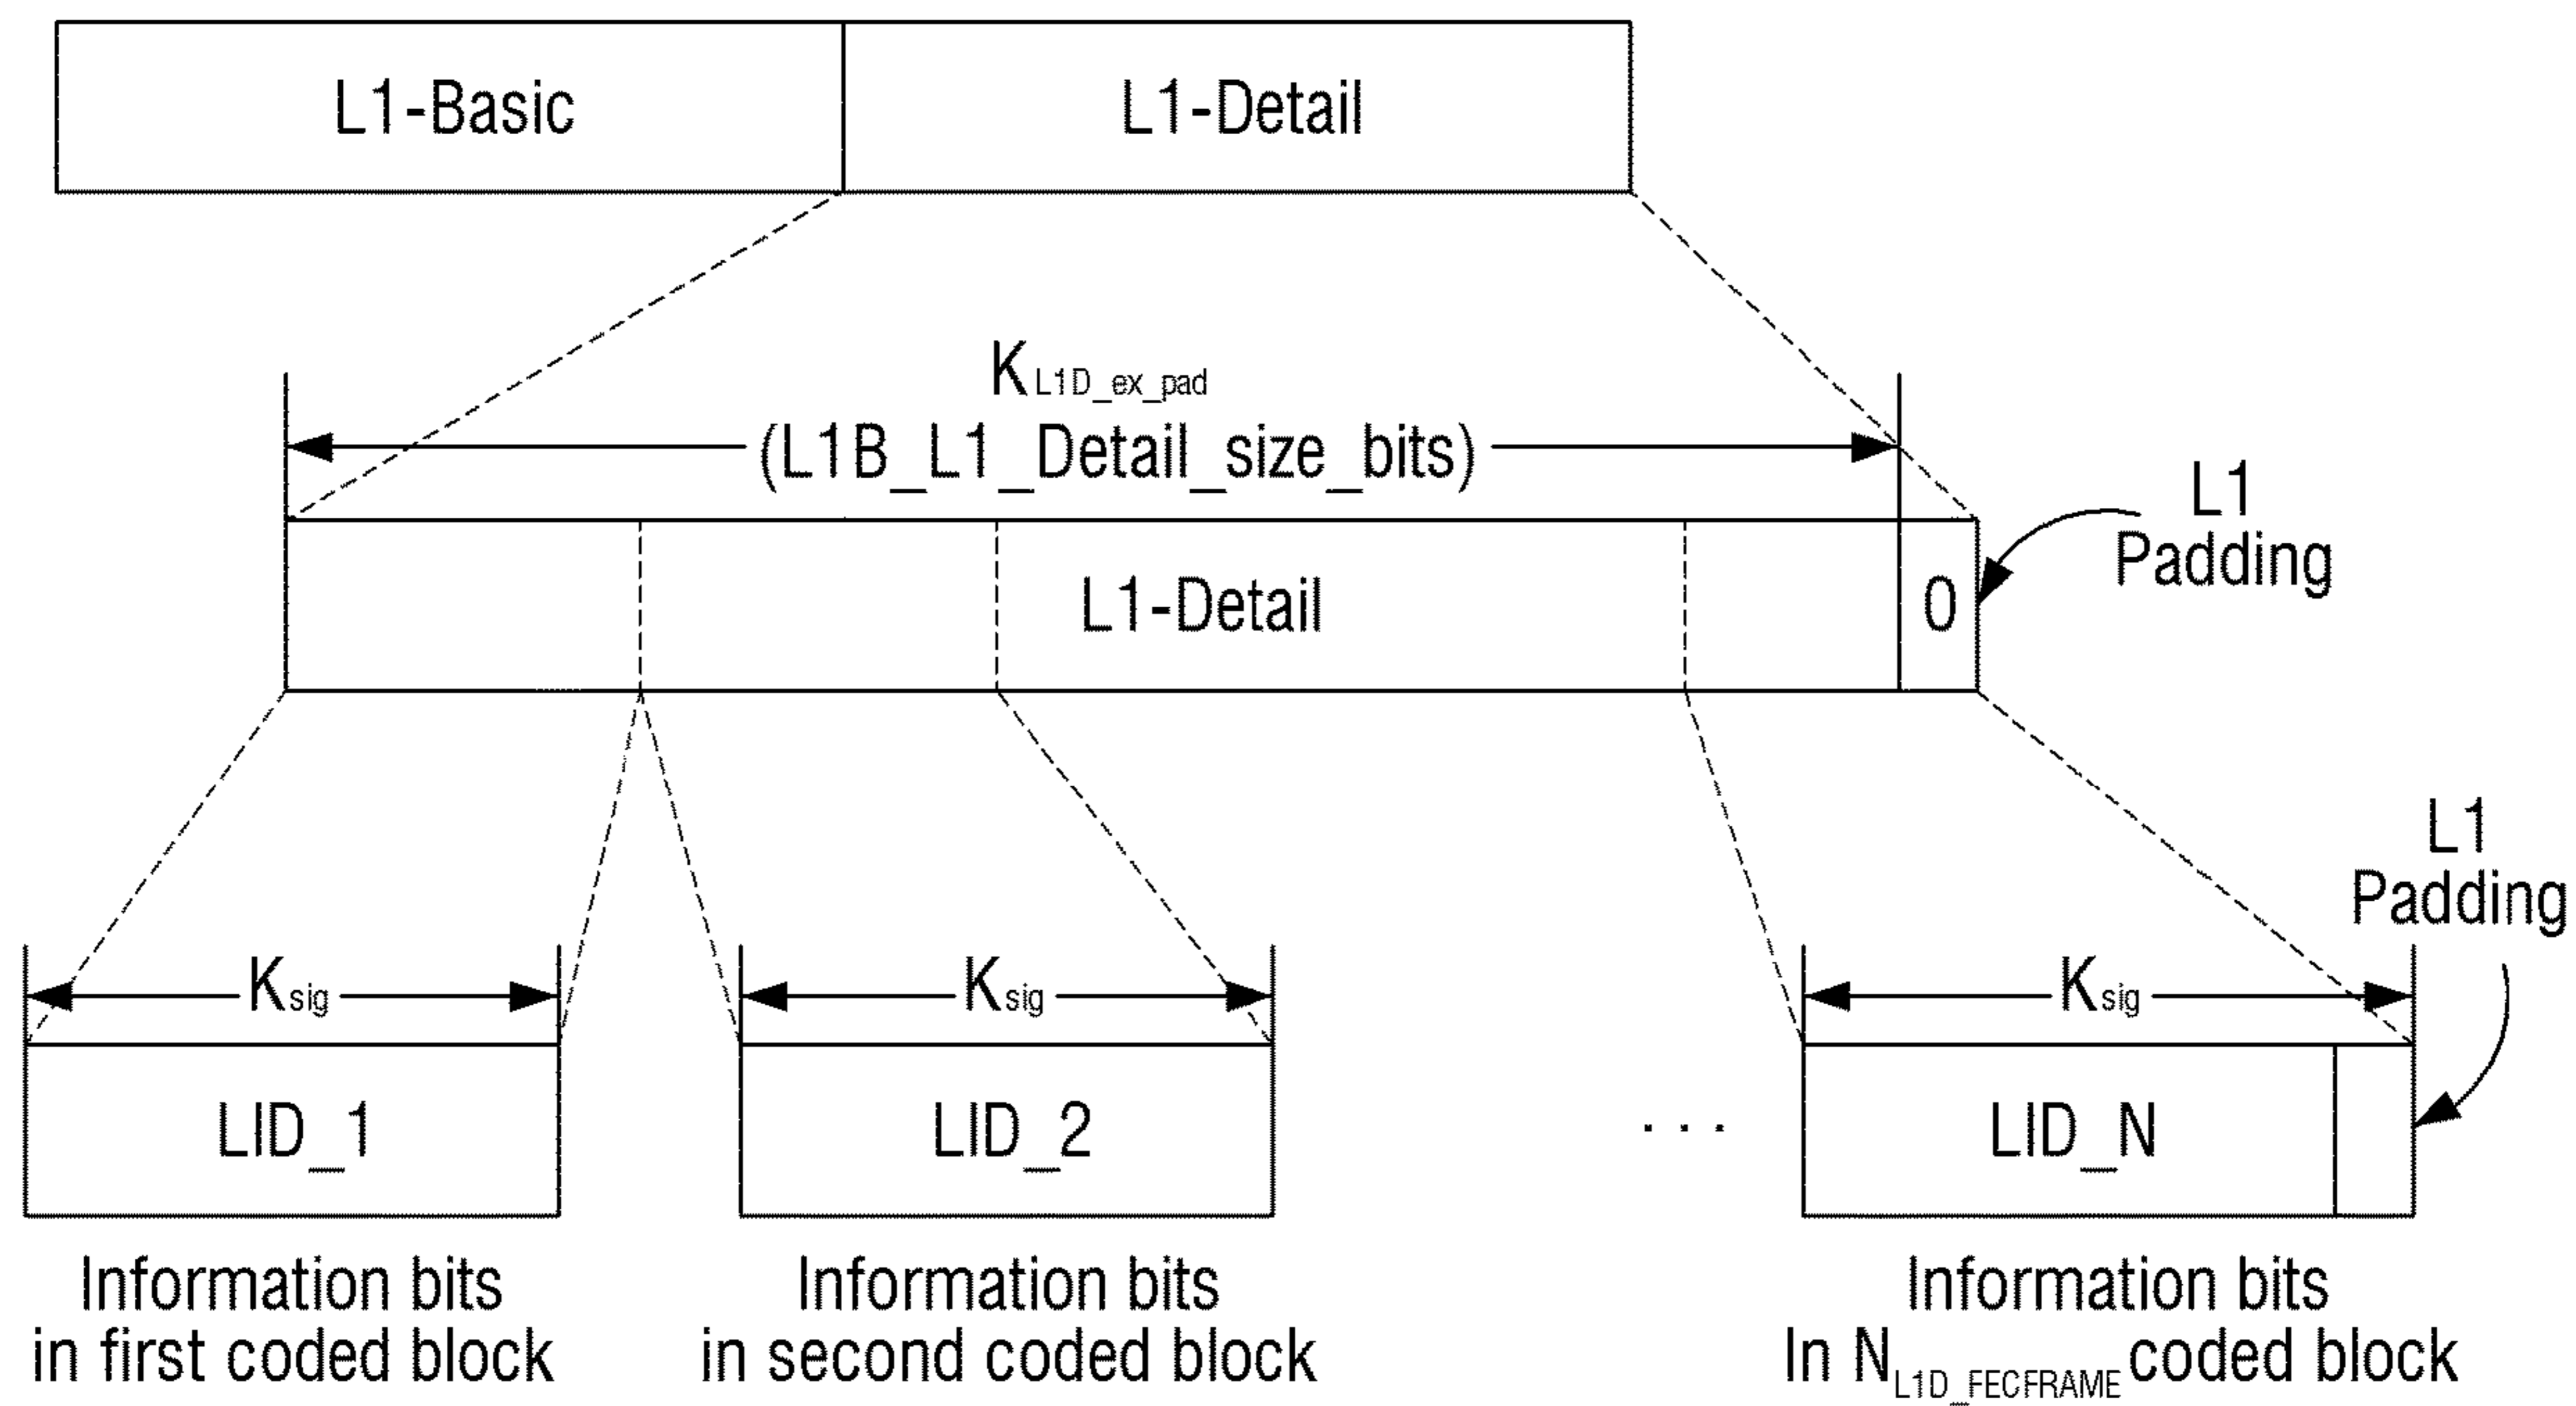 L1-Basic
L1-Detail
K L1D_ex_pad
(L1B_L1_Detail_size_bits)
L1
Padding
L1-Detail
0
L1
Padding
Ksig
Ksig
Ksig
LID_1
LID_2
. . .
LID_N
Information bits
in first coded block
Information bits
in second coded block
Information bits
In NL1D_FECFRAME coded block